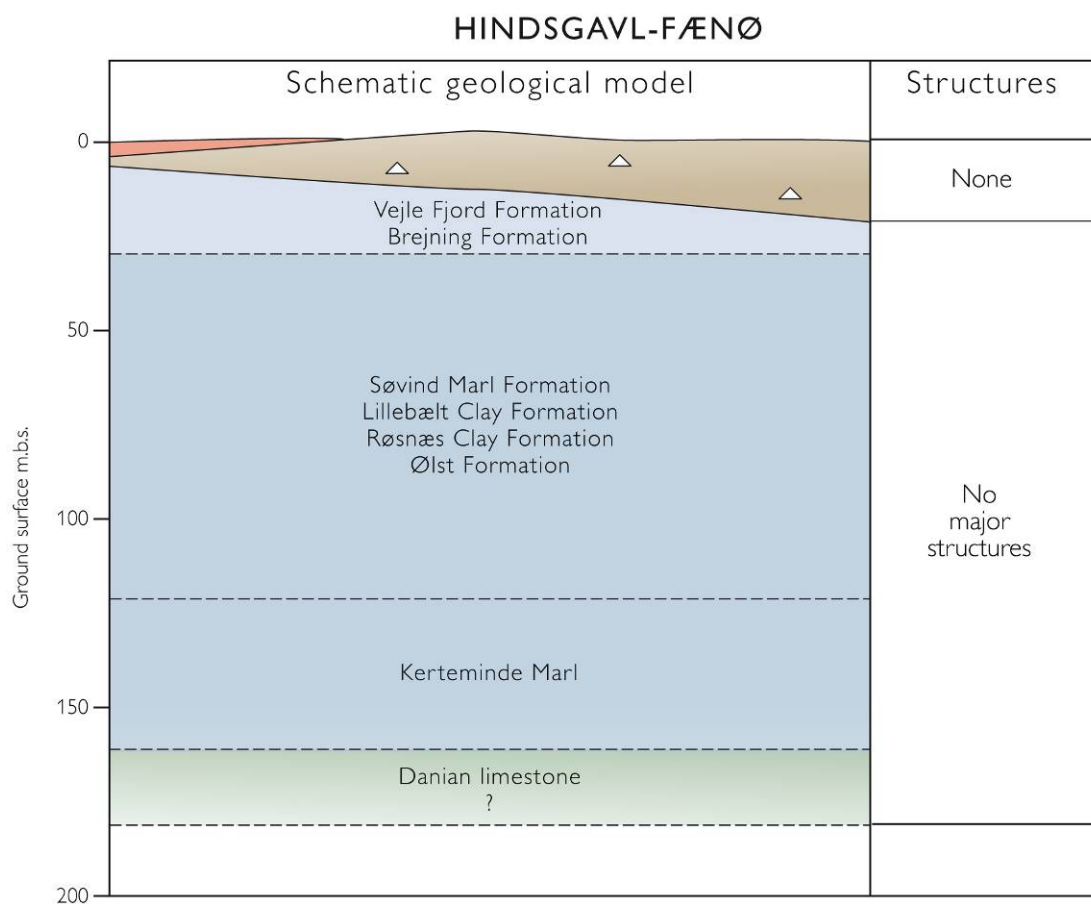 HINDSGAVL-FÆNØ
Schematic geological model
Structures
0
None
Vejle Fjord Formation
Brejning Formation
50
Søvind Marl Formation
Lillebælt Clay Formation
Røsnæs Clay Formation
Ølst Formation
Ground surface m.b.s.
100
No
major
structures
Kerteminde Marl
150
Danian limestone
?
200